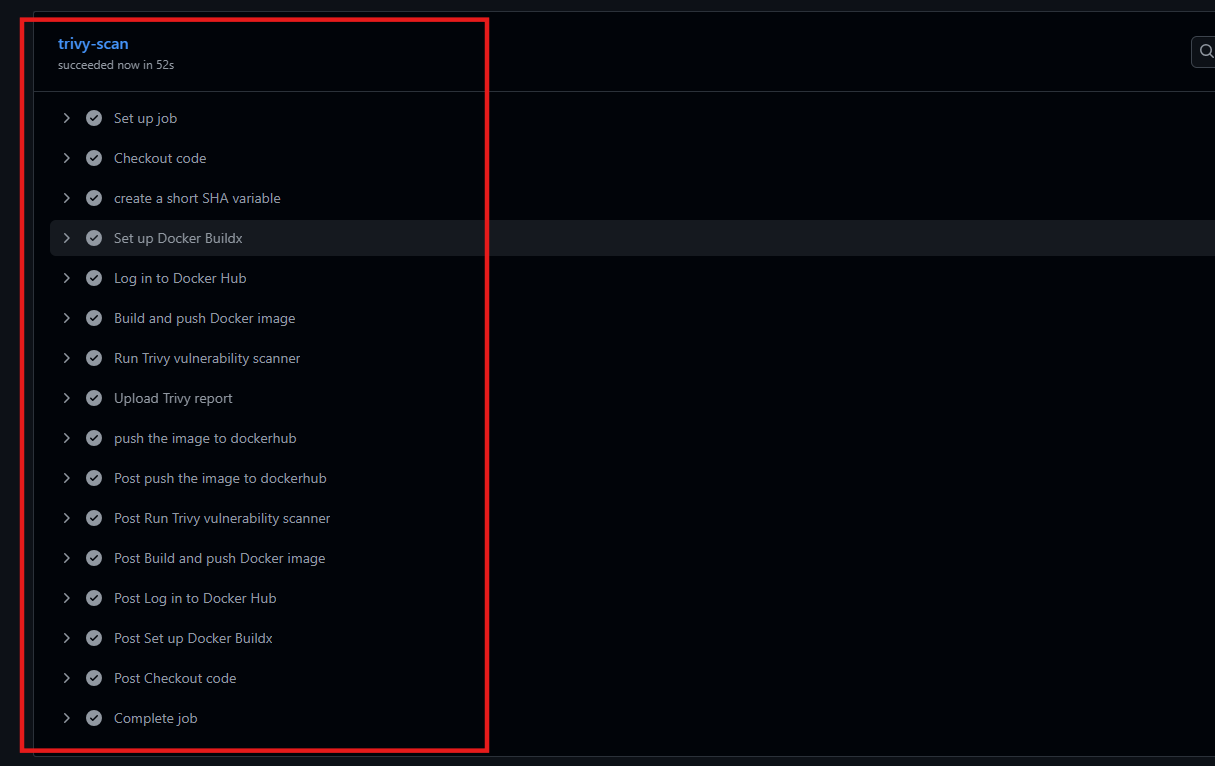 trivy-scan
succeeded now in 52s
Set up job
Checkout code
create a short SHA variable
Set up Docker Buildx
Log in to Docker Hub
Build and push Docker image
Run Trivy vulnerability scanner
Upload Trivy report
push the image to dockerhub
Post push the image to dockerhub
Post Run Trivy vulnerability scanner
Post Build and push Docker image
Post Log in to Docker Hub
Post Set up Docker Buildx
Post Checkout code
Complete job